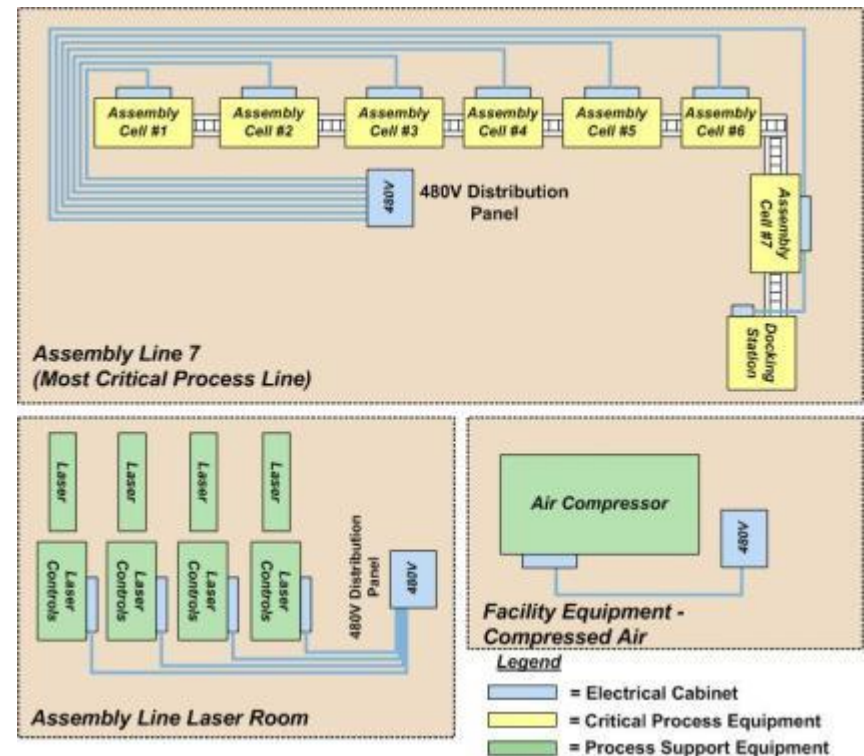 Assembly
Cell #1
Assembly
Cell #2
Assembly
Cell #3
Assembly
Cell #4
Assembly
Cell #5
Assembly
Cell #6
480V
480V Distribution
Panel
Assembly
Cell #7
Docking
Station
Assembly Line 7
(Most Critical Process Line)
Laser
Laser
Laser
Laser
Laser
Controls
Laser
Controls
Laser
Controls
Laser
Controls
480V Distribution
Panel
480V
Assembly Line Laser Room
Air Compressor
480V
Facility Equipment -
Compressed Air
Legend
= Electrical Cabinet
= Critical Process Equipment
= Process Support Equipment